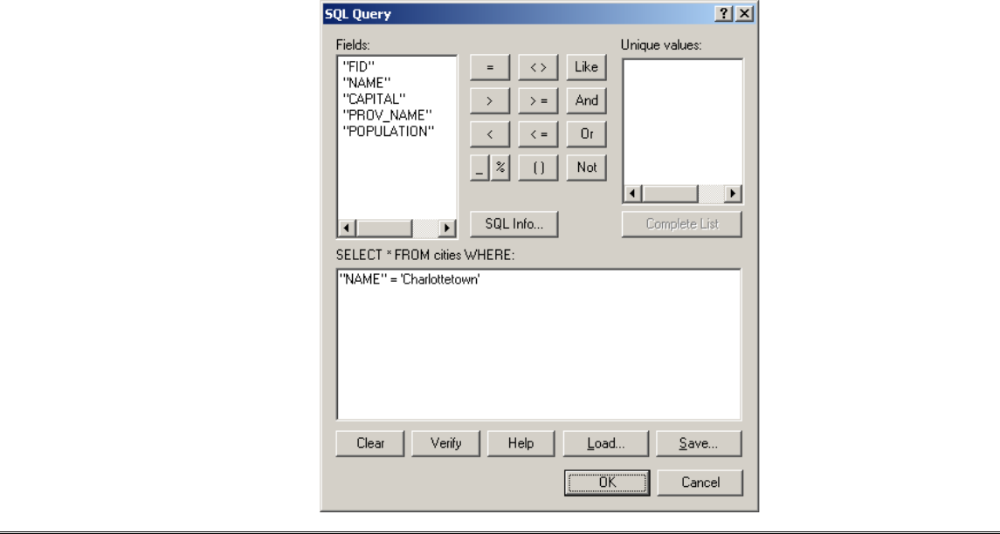 SQL Query
? X
Fields:
Unique values:
"FID"
"NAME"
"CAPITAL"
"PROV_NAME"
"POPULATION"
= < > Like
> > = And
< < = Or
_ % ( ) Not
SQL Info...
Complete List
SELECT * FROM cities WHERE:
"NAME" = 'Charlottetown'
Clear Verify Help Load... Save...
OK Cancel